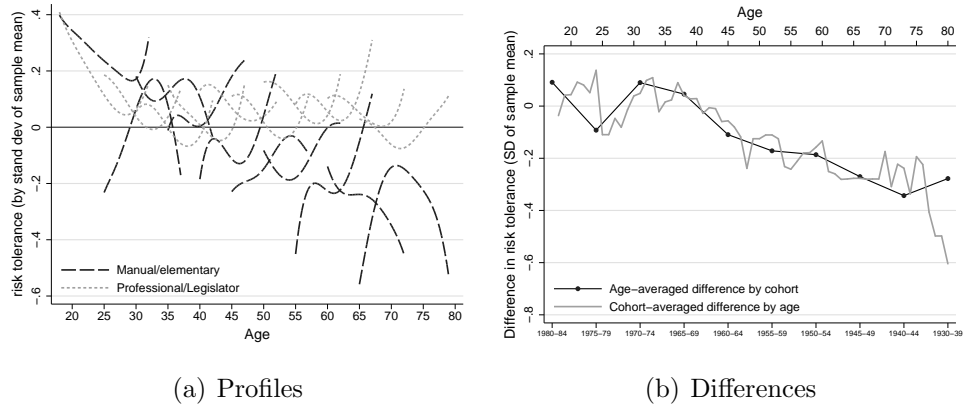 risk tolerance (by stand dev of sample mean)
.4
.2
0
-.2
-.4
-.6
Manual/elementary
Professional/Legislator
20 25 30 35 40 45 50 55 60 65 70 75 80
Age
(a) Profiles
Age
20 25 30 35 40 45 50 55 60 65 70 75 80
Difference in risk tolerance (SD of sample mean)
.2
0
-.2
-.4
-.6
-.8
Age-averaged difference by cohort
Cohort-averaged difference by age
1980-84 1975-79 1970-74 1965-69 1960-64 1955-59 1950-54 1945-49 1940-44 1930-39
(b) Differences